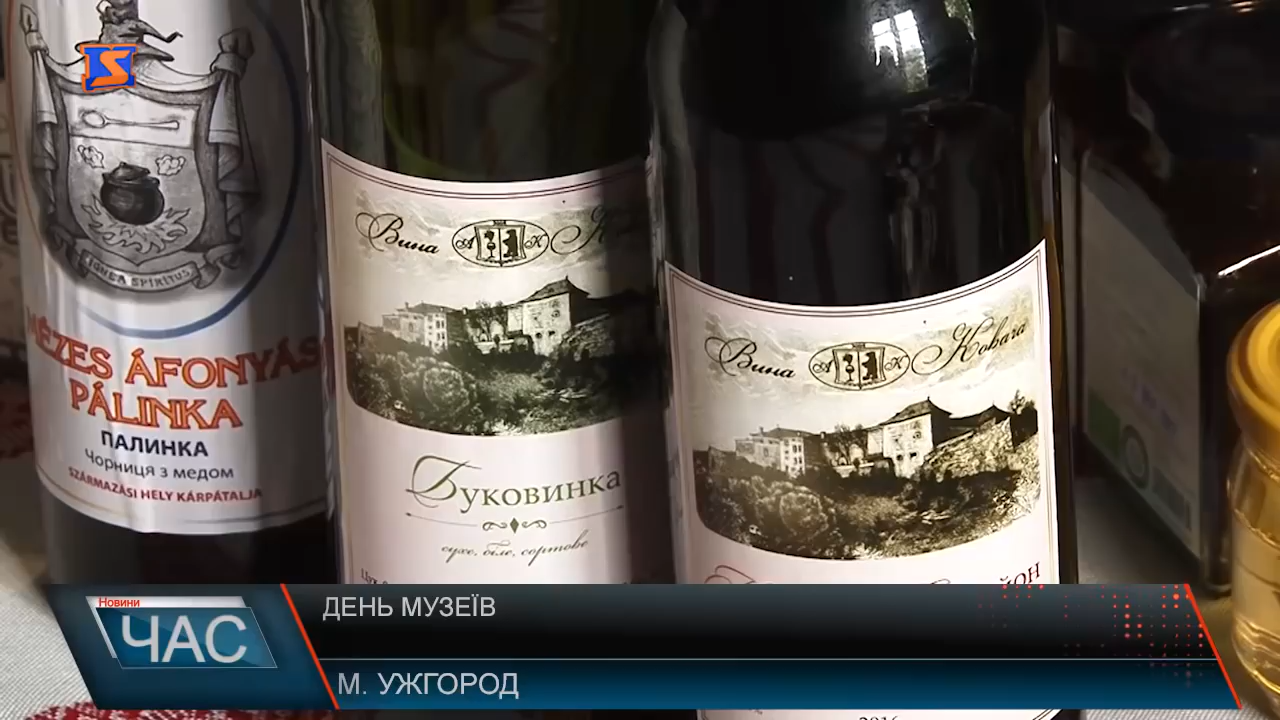 IGNEA SPIRITUS
MÉZES ÁFONYÁS
PÁLINKA
ПАЛИНКА
Чорниця з медом
SZÁRMAZÁSI HELY KÁRPÁTALJA
Вина А К
Буковинка
сухе, біле, сортове
Вина А К Ковача
ЙОН
2016
ДЕНЬ МУЗЕЇВ
Новини
ЧАС
М. УЖГОРОД